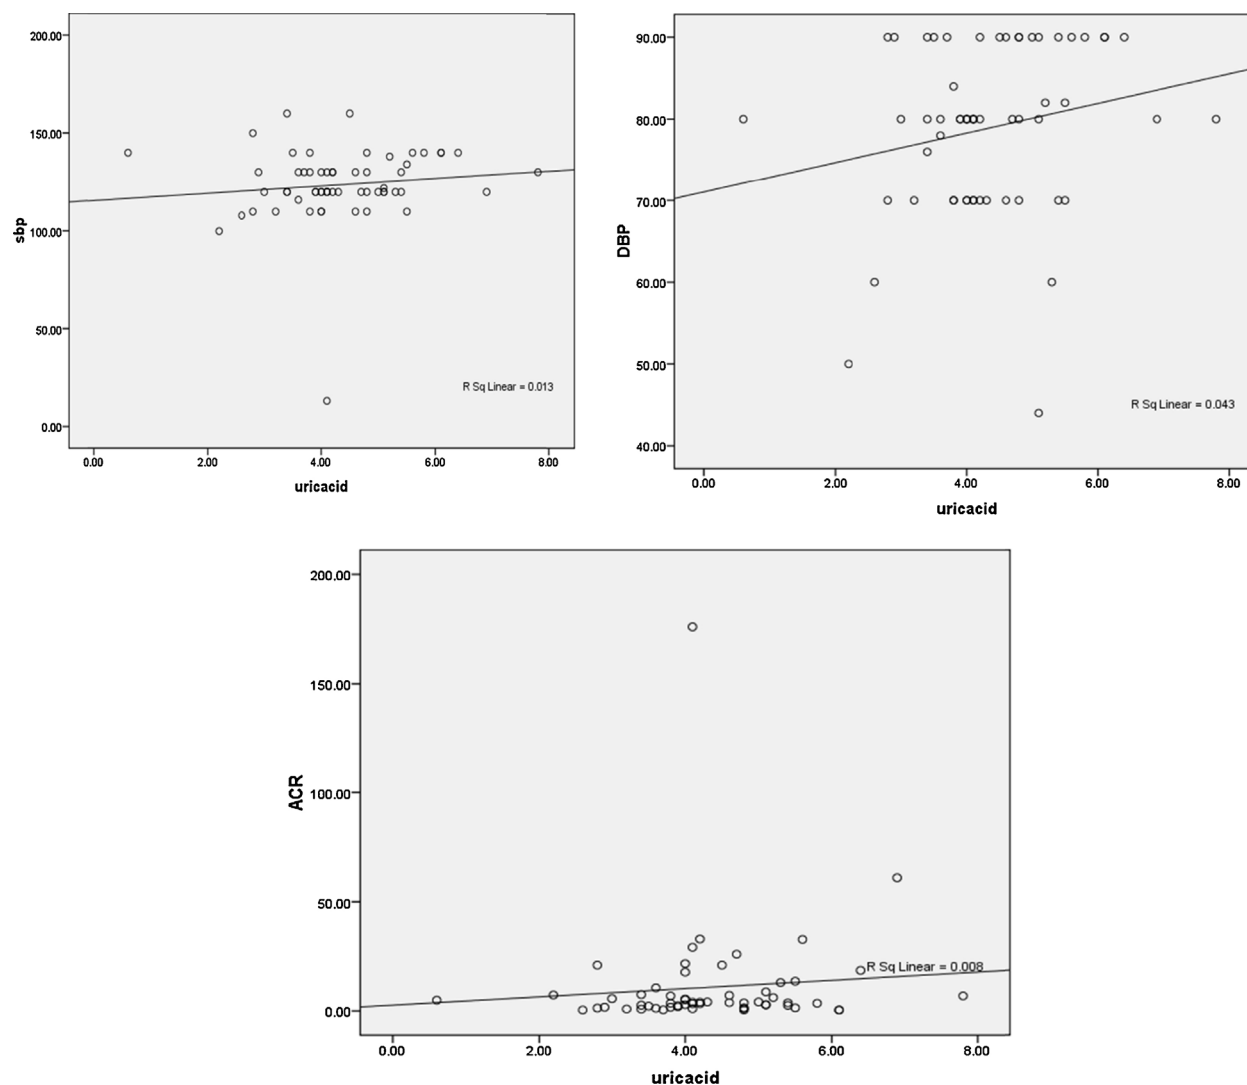 200.00
150.00
100.00
50.00
0.00
sbp
R Sq Linear = 0.013
0.00 2.00 4.00 6.00 8.00
uricacid
90.00
80.00
70.00
60.00
50.00
40.00
DBP
R Sq Linear = 0.043
0.00 2.00 4.00 6.00 8.00
uricacid
200.00
150.00
100.00
50.00
0.00
ACR
R Sq Linear = 0.008
0.00 2.00 4.00 6.00 8.00
uricacid